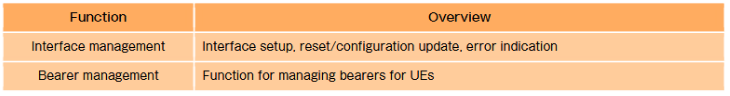 Function Overview
Interface management Interface setup, reset/configuration update, error indication
Bearer management Function for managing bearers for UEs